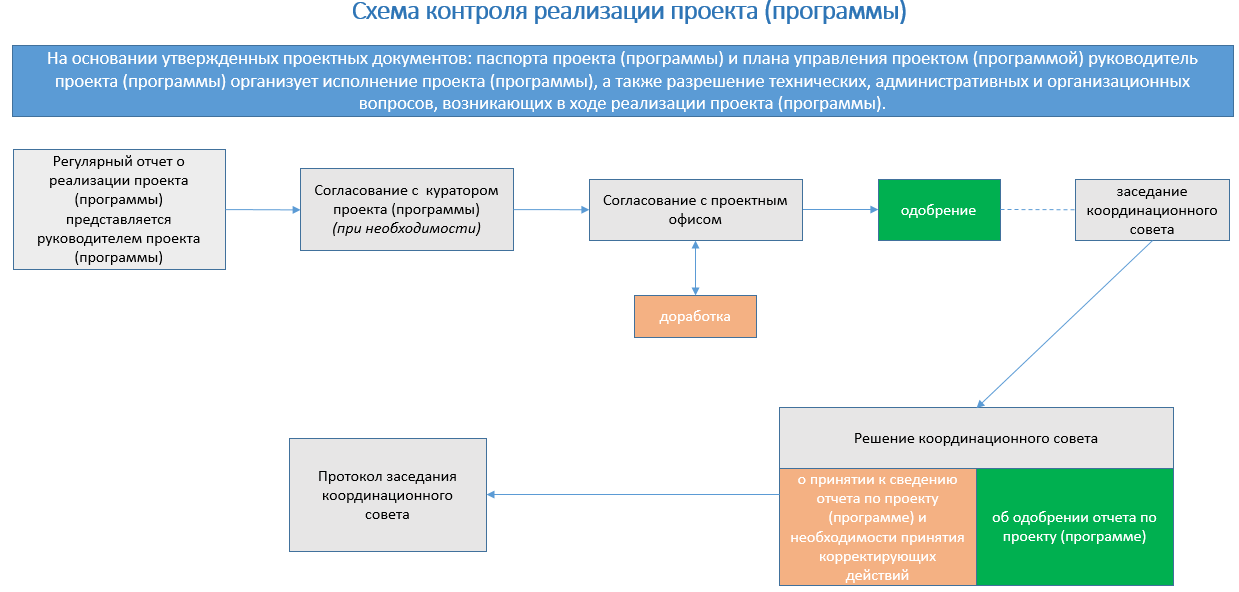 Схема контроля реализации проекта (программы)
На основании утвержденных проектных документов: паспорта проекта (программы) и плана управления проектом (программой) руководитель
проекта (программы) организует исполнение проекта (программы), а также разрешение технических, административных и организационных
вопросов, возникающих в ходе реализации проекта (программы).
Регулярный отчет о
реализации проекта
(программы)
представляется
руководителем проекта
(программы)
Согласование с куратором
проекта (программы)
(при необходимости)
Согласование с проектным
офисом
одобрение
заседание
координационного
совета
доработка
Решение координационного совета
о принятии к сведению
отчета по проекту
(программе) и
необходимости принятия
корректирующих
действий
об одобрении отчета по
проекту (программе)
Протокол заседания
координационного
совета